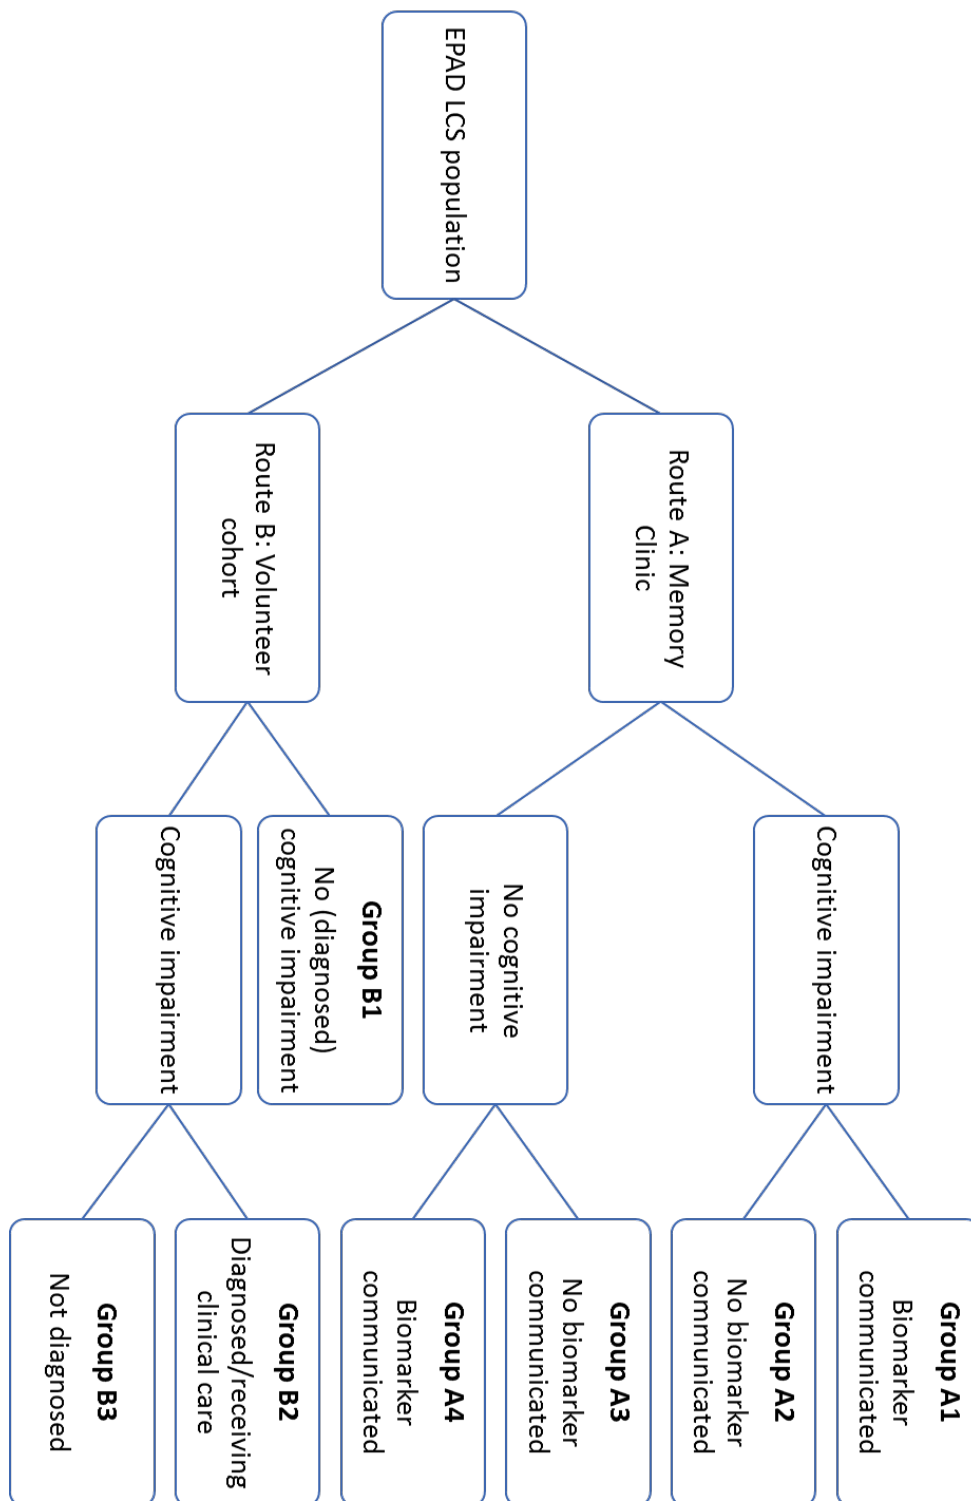 EPAD LCS population
Route A: Memory
Clinic
Route B: Volunteer
cohort
Cognitive impairment
No cognitive
impairment
Group B1
No (diagnosed)
cognitive impairment
Cognitive impairment
Group A1
Biomarker
communicated
Group A2
No biomarker
communicated
Group A3
No biomarker
communicated
Group A4
Biomarker
communicated
Group B2
Diagnosed/receiving
clinical care
Group B3
Not diagnosed